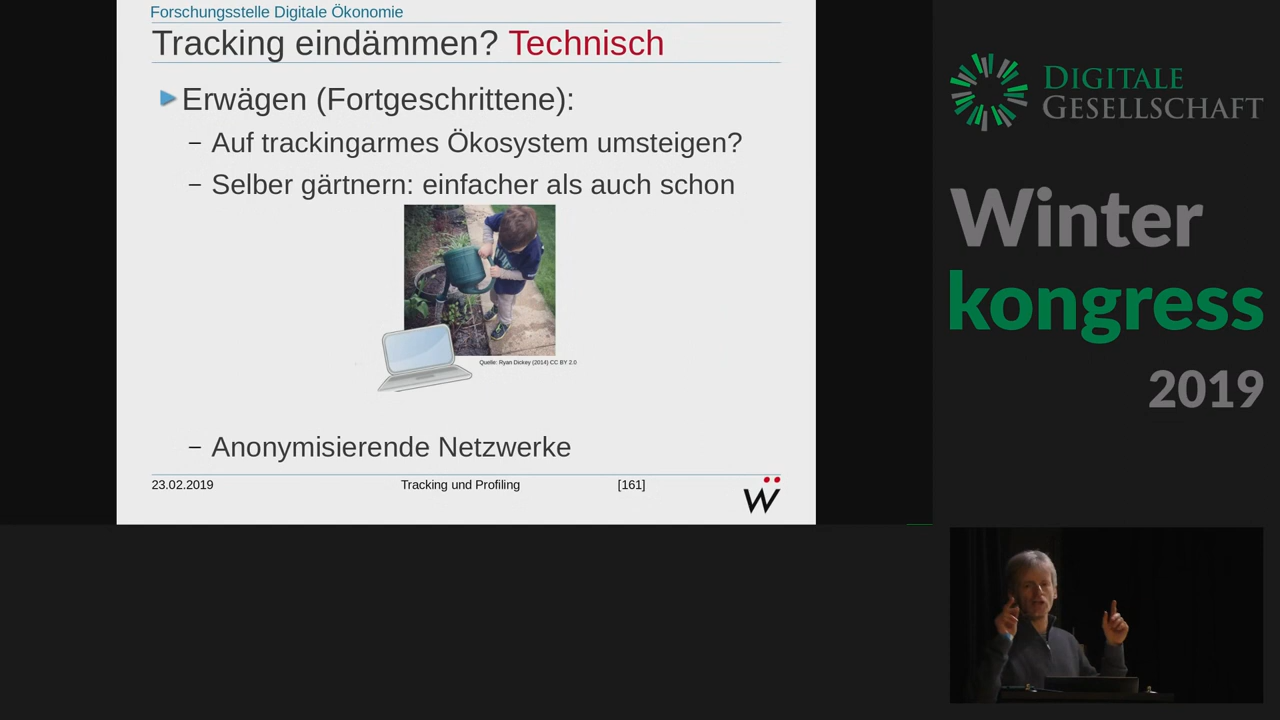 Forschungsstelle Digitale Ökonomie
Tracking eindämmen? Technisch
Erwägen (Fortgeschrittene):
– Auf trackingarmes Ökosystem umsteigen?
– Selber gärtnern: einfacher als auch schon
Quelle: Ryan Dickey (2014) CC BY 2.0
– Anonymisierende Netzwerke
23.02.2019 Tracking und Profiling [161]
Ẅ
DIGITALE
GESELLSCHAFT
Winter
kongress
2019